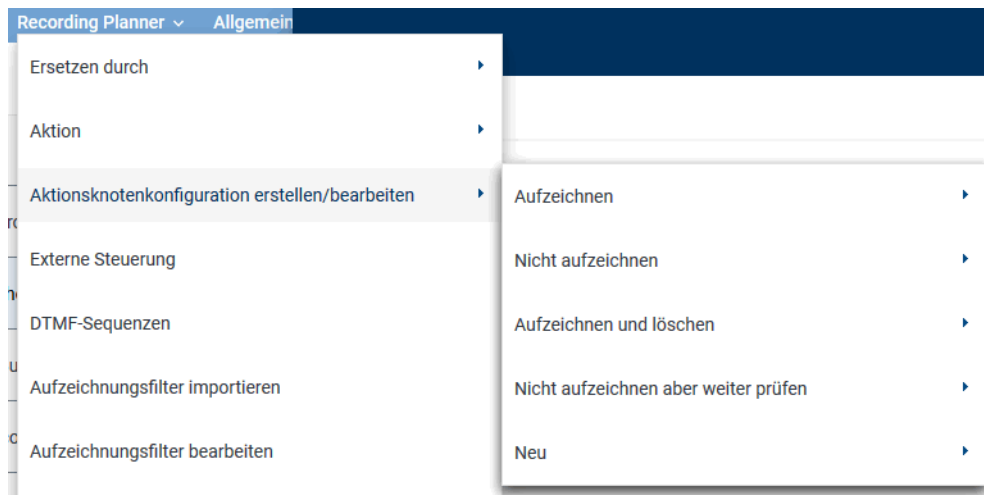 Recording Planner Allgemein
Ersetzen durch
Aktion
Aktionsknotenkonfiguration erstellen/bearbeiten
Externe Steuerung
DTMF-Sequenzen
Aufzeichnungsfilter importieren
Aufzeichnungsfilter bearbeiten
Aufzeichnen
Nicht aufzeichnen
Aufzeichnen und löschen
Nicht aufzeichnen aber weiter prüfen
Neu